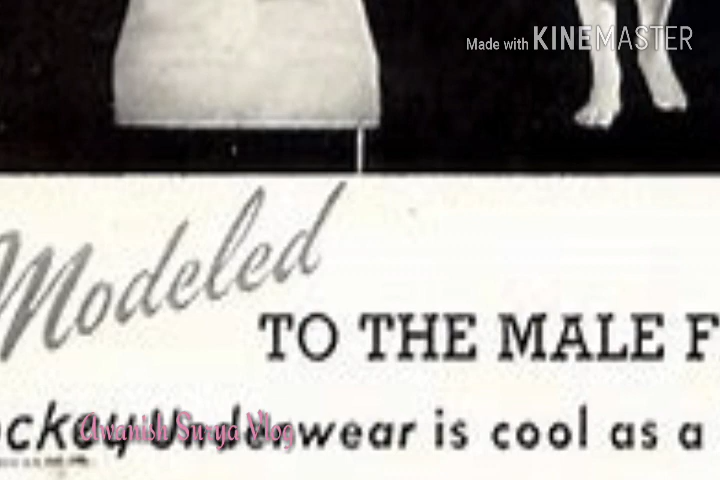 Made with KINEMASTER
Modeled
TO THE MALE F
ckey Underwear is cool as a
Awanish Surya Vlog